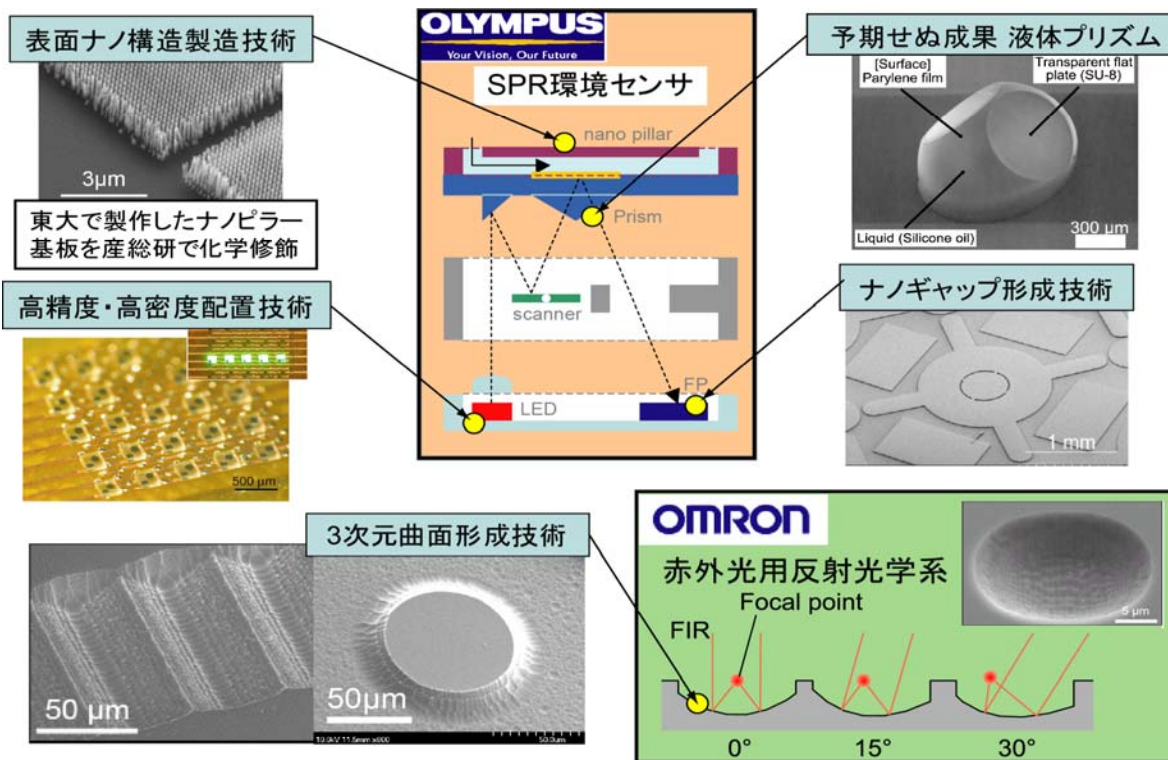 表面ナノ構造製造技術
3μm
東大で製作したナノピラー
基板を産総研で化学修飾
高精度・高密度配置技術
500 μm
OLYMPUS
Your Vision, Our Future
SPR環境センサ
nano pillar
Prism
scanner
FP
LED
予期せぬ成果 液体プリズム
[Surface]
Parylene film
Transparent flat
plate (SU-8)
Liquid (Silicone oil)
300 μm
ナノギャップ形成技術
1 mm
3次元曲面形成技術
50 μm
50μm
50.0um
OMRON
赤外光用反射光学系
Focal point
FIR
5 μm
0°
15°
30°